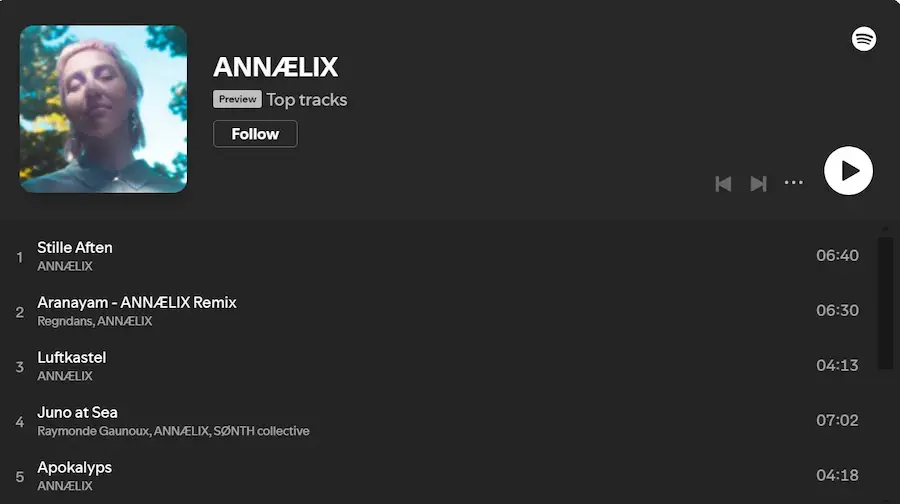 ANNÆLIX
Preview Top tracks
Follow
1 Stille Aften 06:40
ANNÆLIX
2 Aranayam - ANNÆLIX Remix 06:30
Regndans, ANNÆLIX
3 Luftkastel 04:13
ANNÆLIX
4 Juno at Sea 07:02
Raymonde Gaunoux, ANNÆLIX, SØNTH collective
5 Apokalyps 04:18
ANNÆLIX